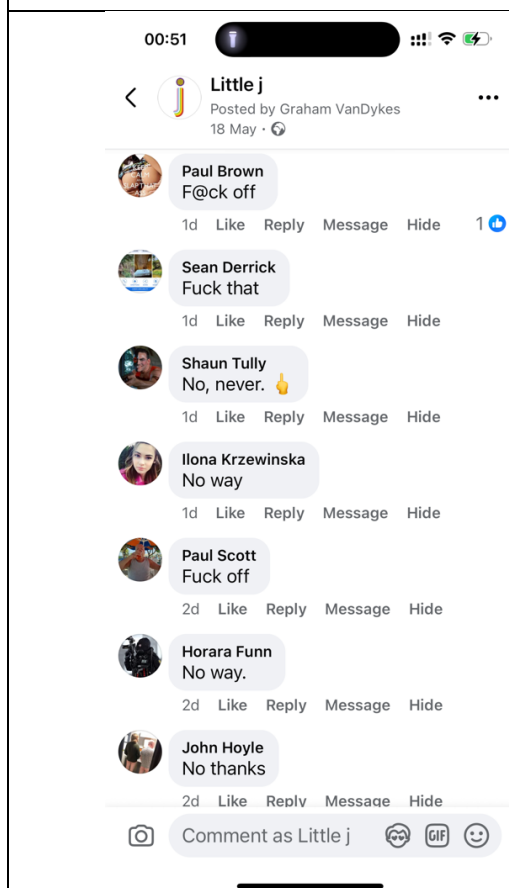 00:51
Little j
Posted by Graham VanDykes
18 May ·
Paul Brown
F@ck off
1d Like Reply Message Hide 1
Sean Derrick
Fuck that
1d Like Reply Message Hide
Shaun Tully
No, never. 🖕
1d Like Reply Message Hide
Ilona Krzewinska
No way
1d Like Reply Message Hide
Paul Scott
Fuck off
2d Like Reply Message Hide
Horara Funn
No way.
2d Like Reply Message Hide
John Hoyle
No thanks
2d Like Reply Message Hide
Comment as Little j GIF